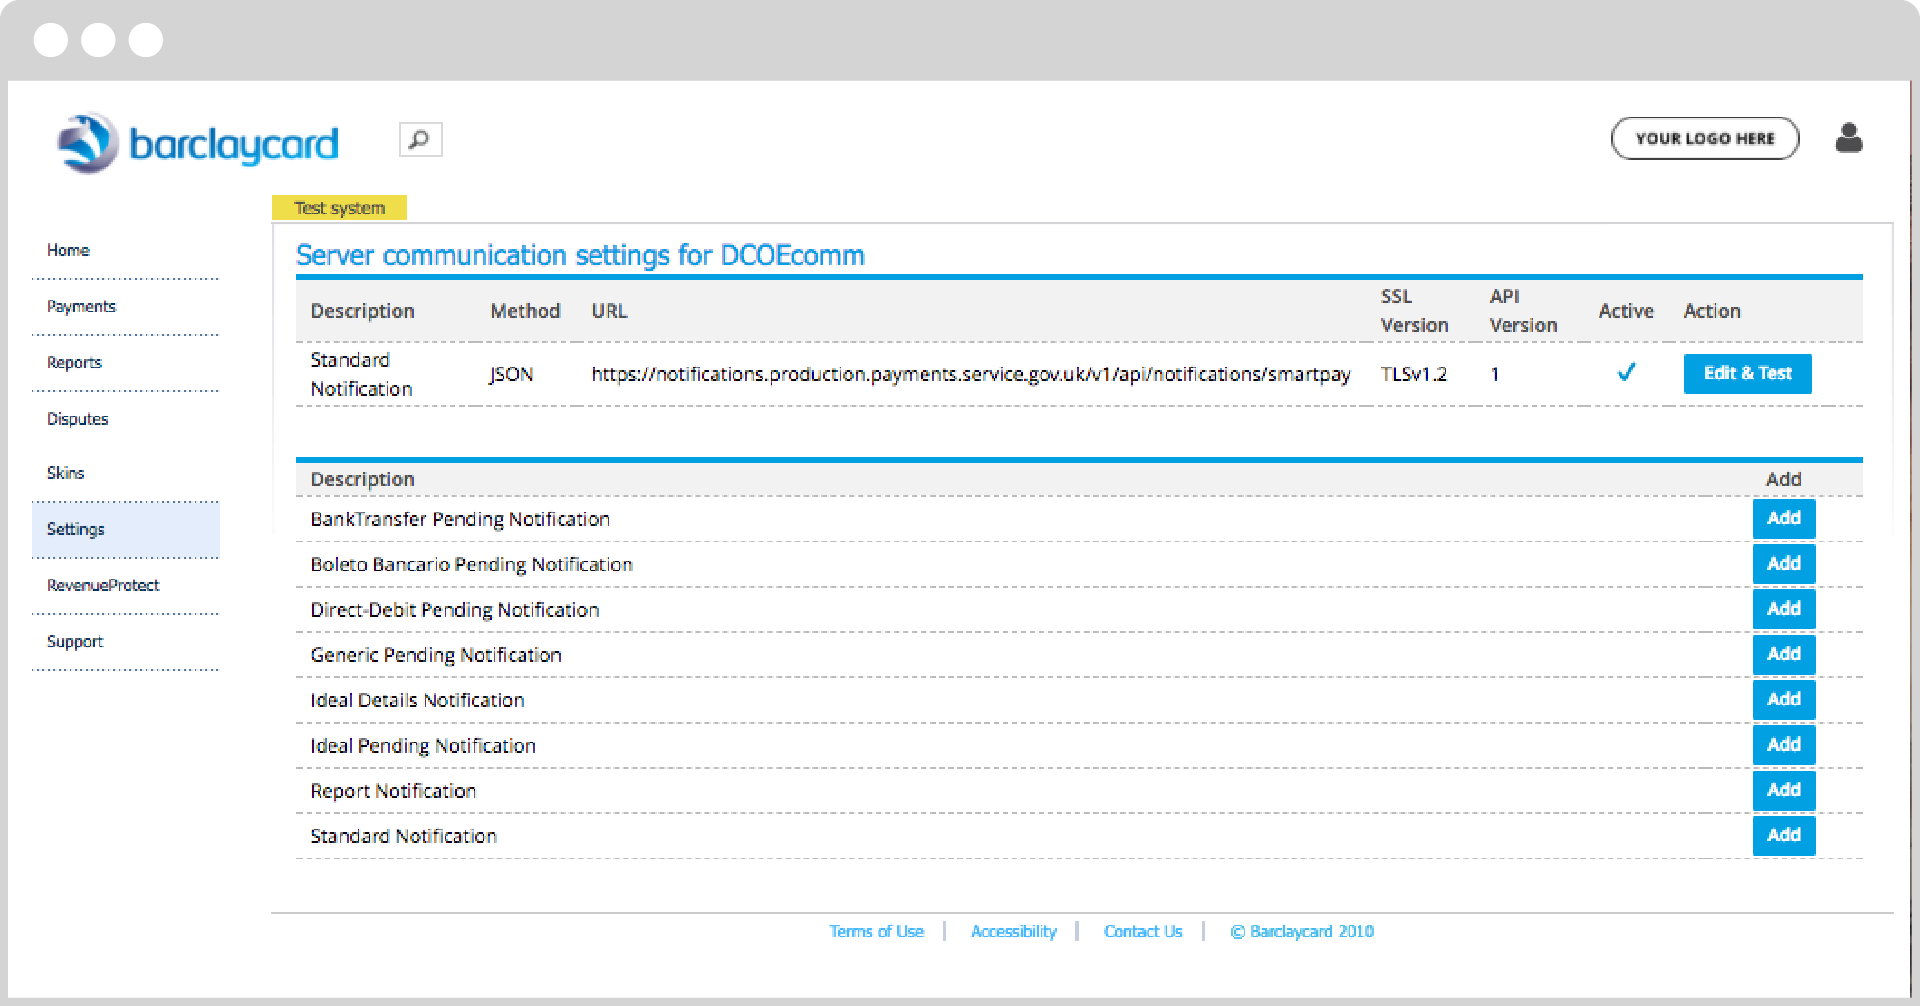 barclaycard
YOUR LOGO HERE
Test system
Home
Payments
Reports
Disputes
Skins
Settings
RevenueProtect
Support
Server communication settings for DCOEcomm
Description Method URL SSL Version API Version Active Action
Standard Notification JSON https://notifications.production.payments.service.gov.uk/v1/api/notifications/smartpay TLSv1.2 1 Edit & Test
Description Add
BankTransfer Pending Notification Add
Boleto Bancario Pending Notification Add
Direct-Debit Pending Notification Add
Generic Pending Notification Add
Ideal Details Notification Add
Ideal Pending Notification Add
Report Notification Add
Standard Notification Add
Terms of Use | Accessibility | Contact Us | © Barclaycard 2010